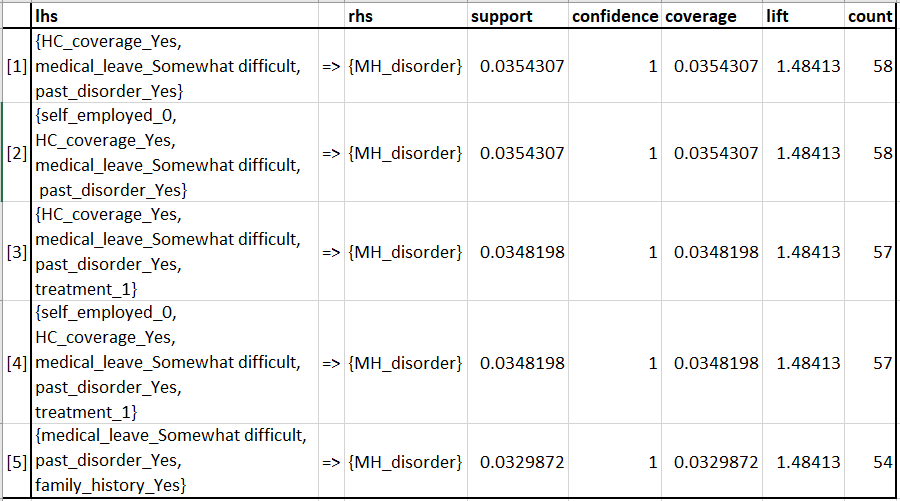 lhs rhs support confidence coverage lift count
{HC_coverage_Yes,
[1] medical_leave_Somewhat difficult, => {MH_disorder} 0.0354307 1 0.0354307 1.48413 58
past_disorder_Yes}
{self_employed_0,
HC_coverage_Yes,
[2] => {MH_disorder} 0.0354307 1 0.0354307 1.48413 58
medical_leave_Somewhat difficult,
past_disorder_Yes}
{HC_coverage_Yes,
medical_leave_Somewhat difficult,
[3] => {MH_disorder} 0.0348198 1 0.0348198 1.48413 57
past_disorder_Yes,
treatment_1}
{self_employed_0,
HC_coverage_Yes,
[4] medical_leave_Somewhat difficult, => {MH_disorder} 0.0348198 1 0.0348198 1.48413 57
past_disorder_Yes,
treatment_1}
{medical_leave_Somewhat difficult,
[5] past_disorder_Yes, => {MH_disorder} 0.0329872 1 0.0329872 1.48413 54
family_history_Yes}